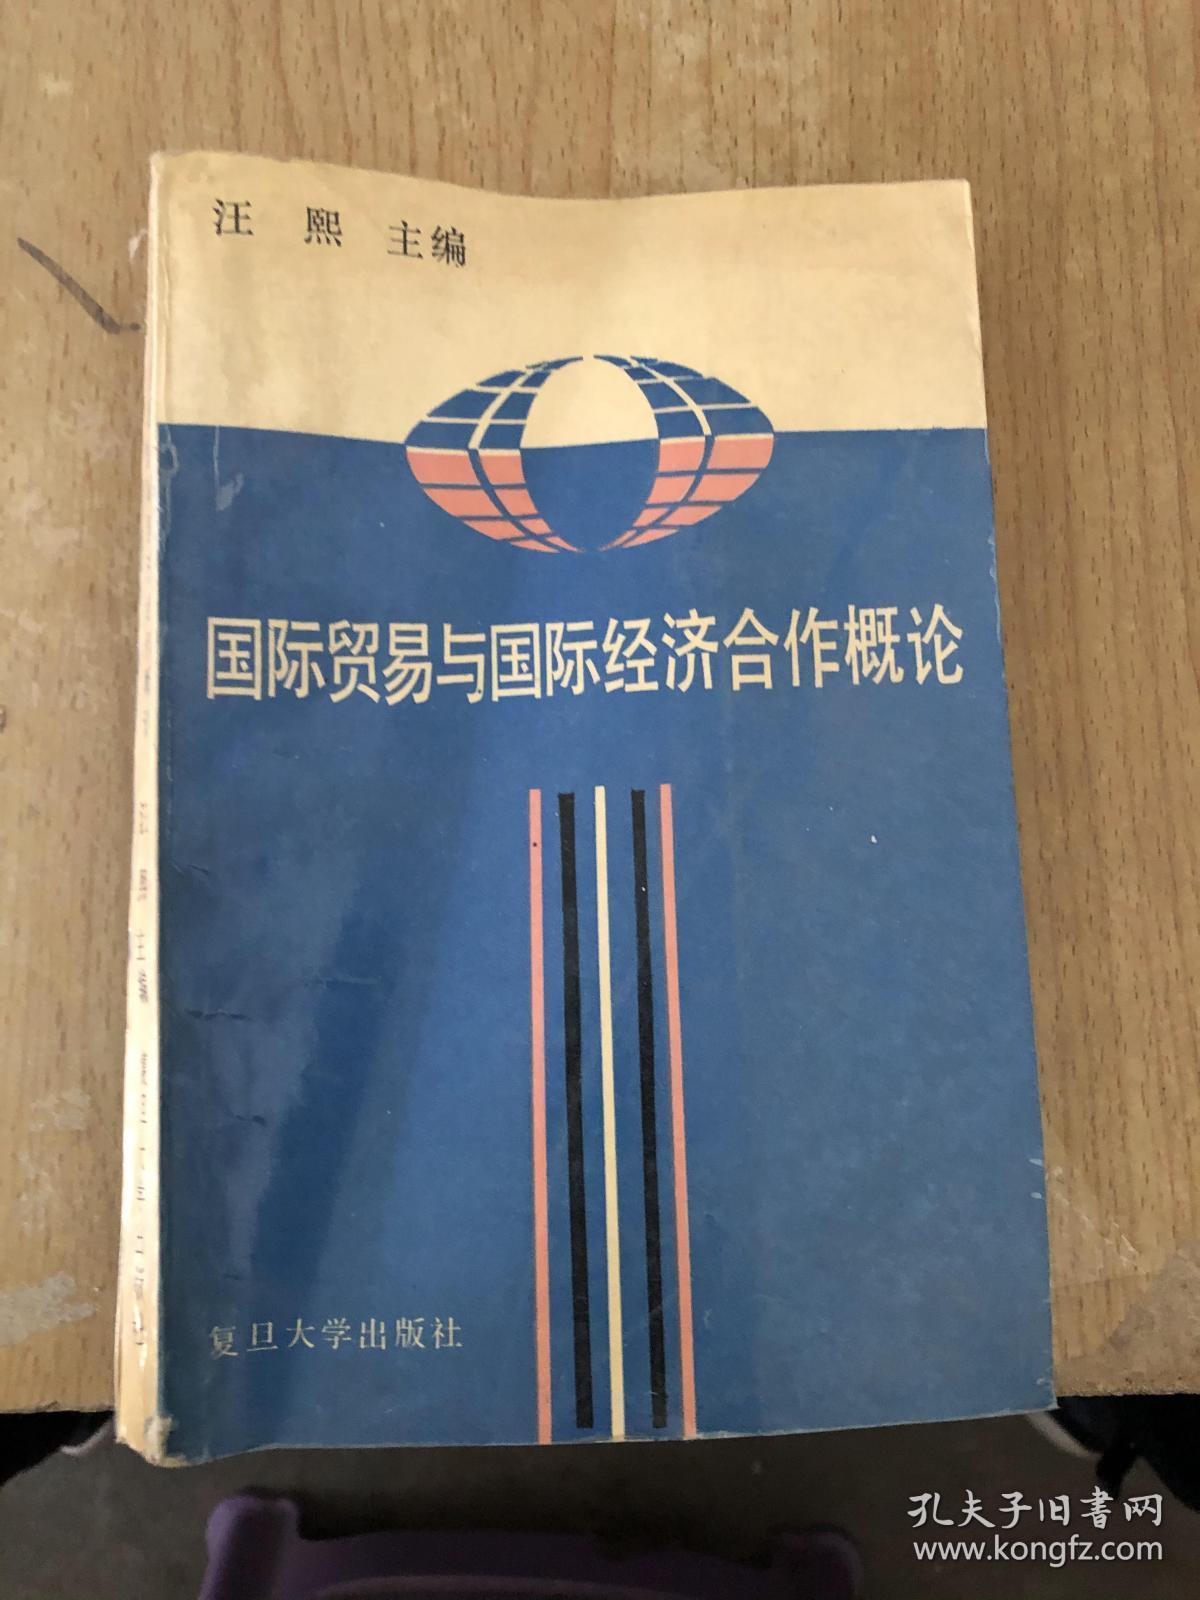 汪 熙 主编
国际贸易与国际经济合作概论
复旦大学出版社
孔夫子旧书网
www.kongfz.com